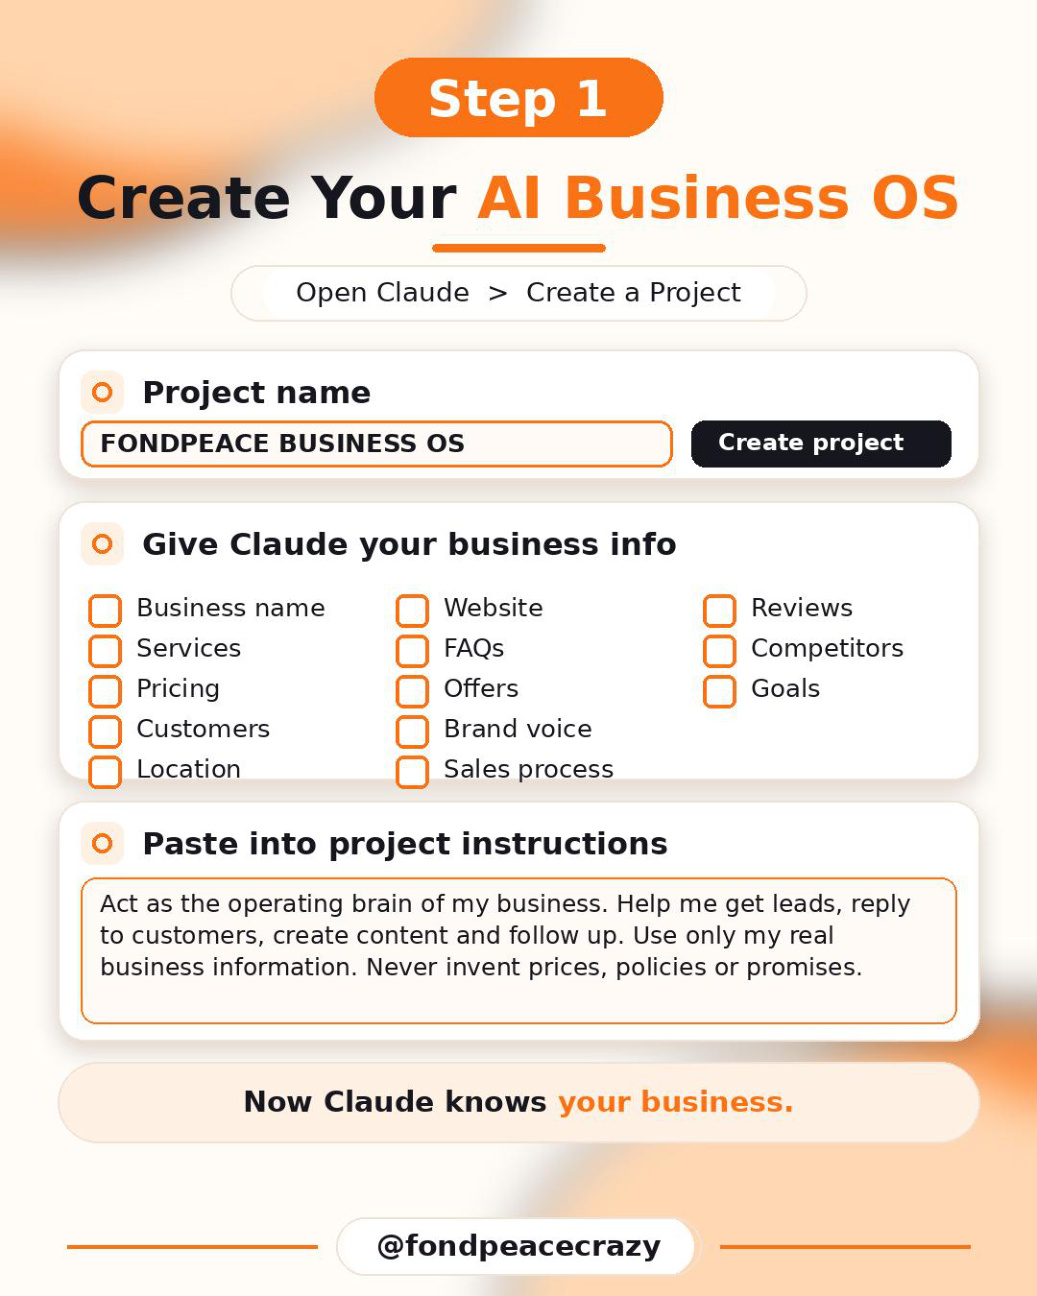 Step 1
Create Your AI Business OS
Open Claude > Create a Project
Project name
FONDPEACE BUSINESS OS
Create project
Give Claude your business info
Business name
Services
Pricing
Customers
Location
Website
FAQs
Offers
Brand voice
Sales process
Reviews
Competitors
Goals
Paste into project instructions
Act as the operating brain of my business. Help me get leads, reply
to customers, create content and follow up. Use only my real
business information. Never invent prices, policies or promises.
Now Claude knows your business.
@fondpeacecrazy